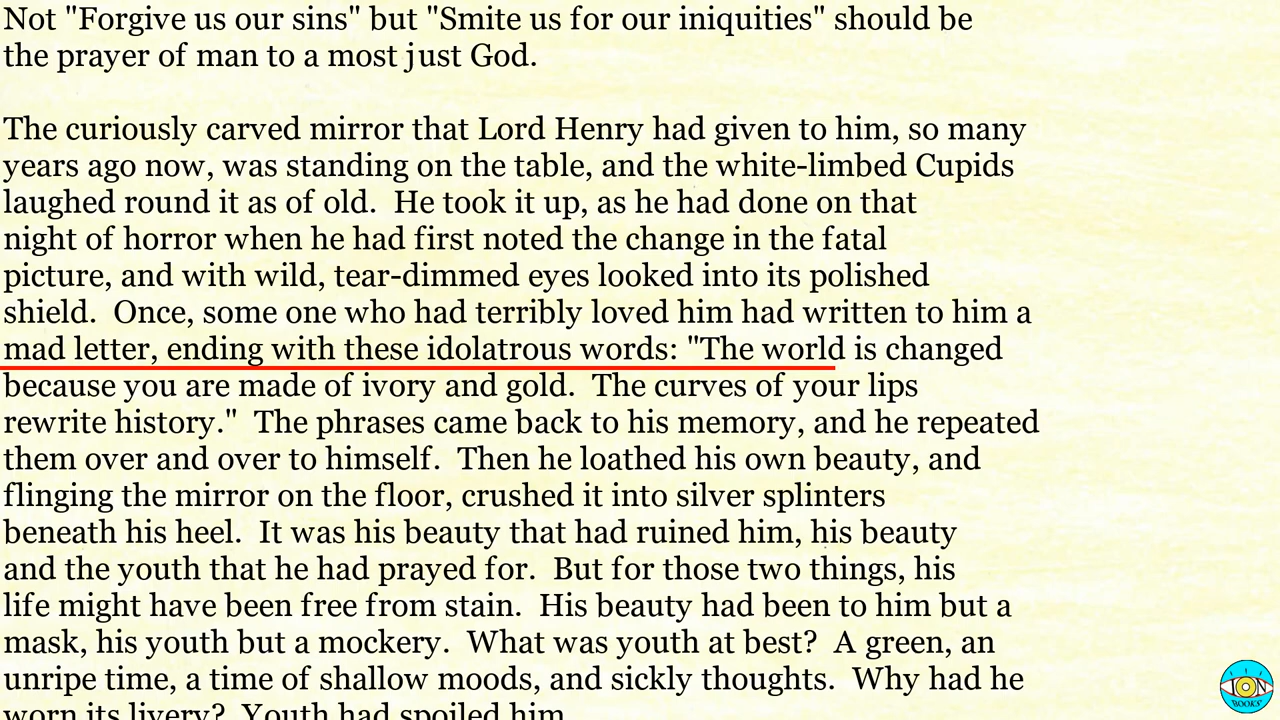 Not "Forgive us our sins" but "Smite us for our iniquities" should be
the prayer of man to a most just God.
The curiously carved mirror that Lord Henry had given to him, so many
years ago now, was standing on the table, and the white-limbed Cupids
laughed round it as of old.  He took it up, as he had done on that
night of horror when he had first noted the change in the fatal
picture, and with wild, tear-dimmed eyes looked into its polished
shield.  Once, some one who had terribly loved him had written to him a
mad letter, ending with these idolatrous words: "The world is changed
because you are made of ivory and gold.  The curves of your lips
rewrite history."  The phrases came back to his memory, and he repeated
them over and over to himself.  Then he loathed his own beauty, and
flinging the mirror on the floor, crushed it into silver splinters
beneath his heel.  It was his beauty that had ruined him, his beauty
and the youth that he had prayed for.  But for those two things, his
life might have been free from stain.  His beauty had been to him but a
mask, his youth but a mockery.  What was youth at best?  A green, an
unripe time, a time of shallow moods, and sickly thoughts.  Why had he
worn its livery?  Youth had spoiled him.
ION
BOOKS